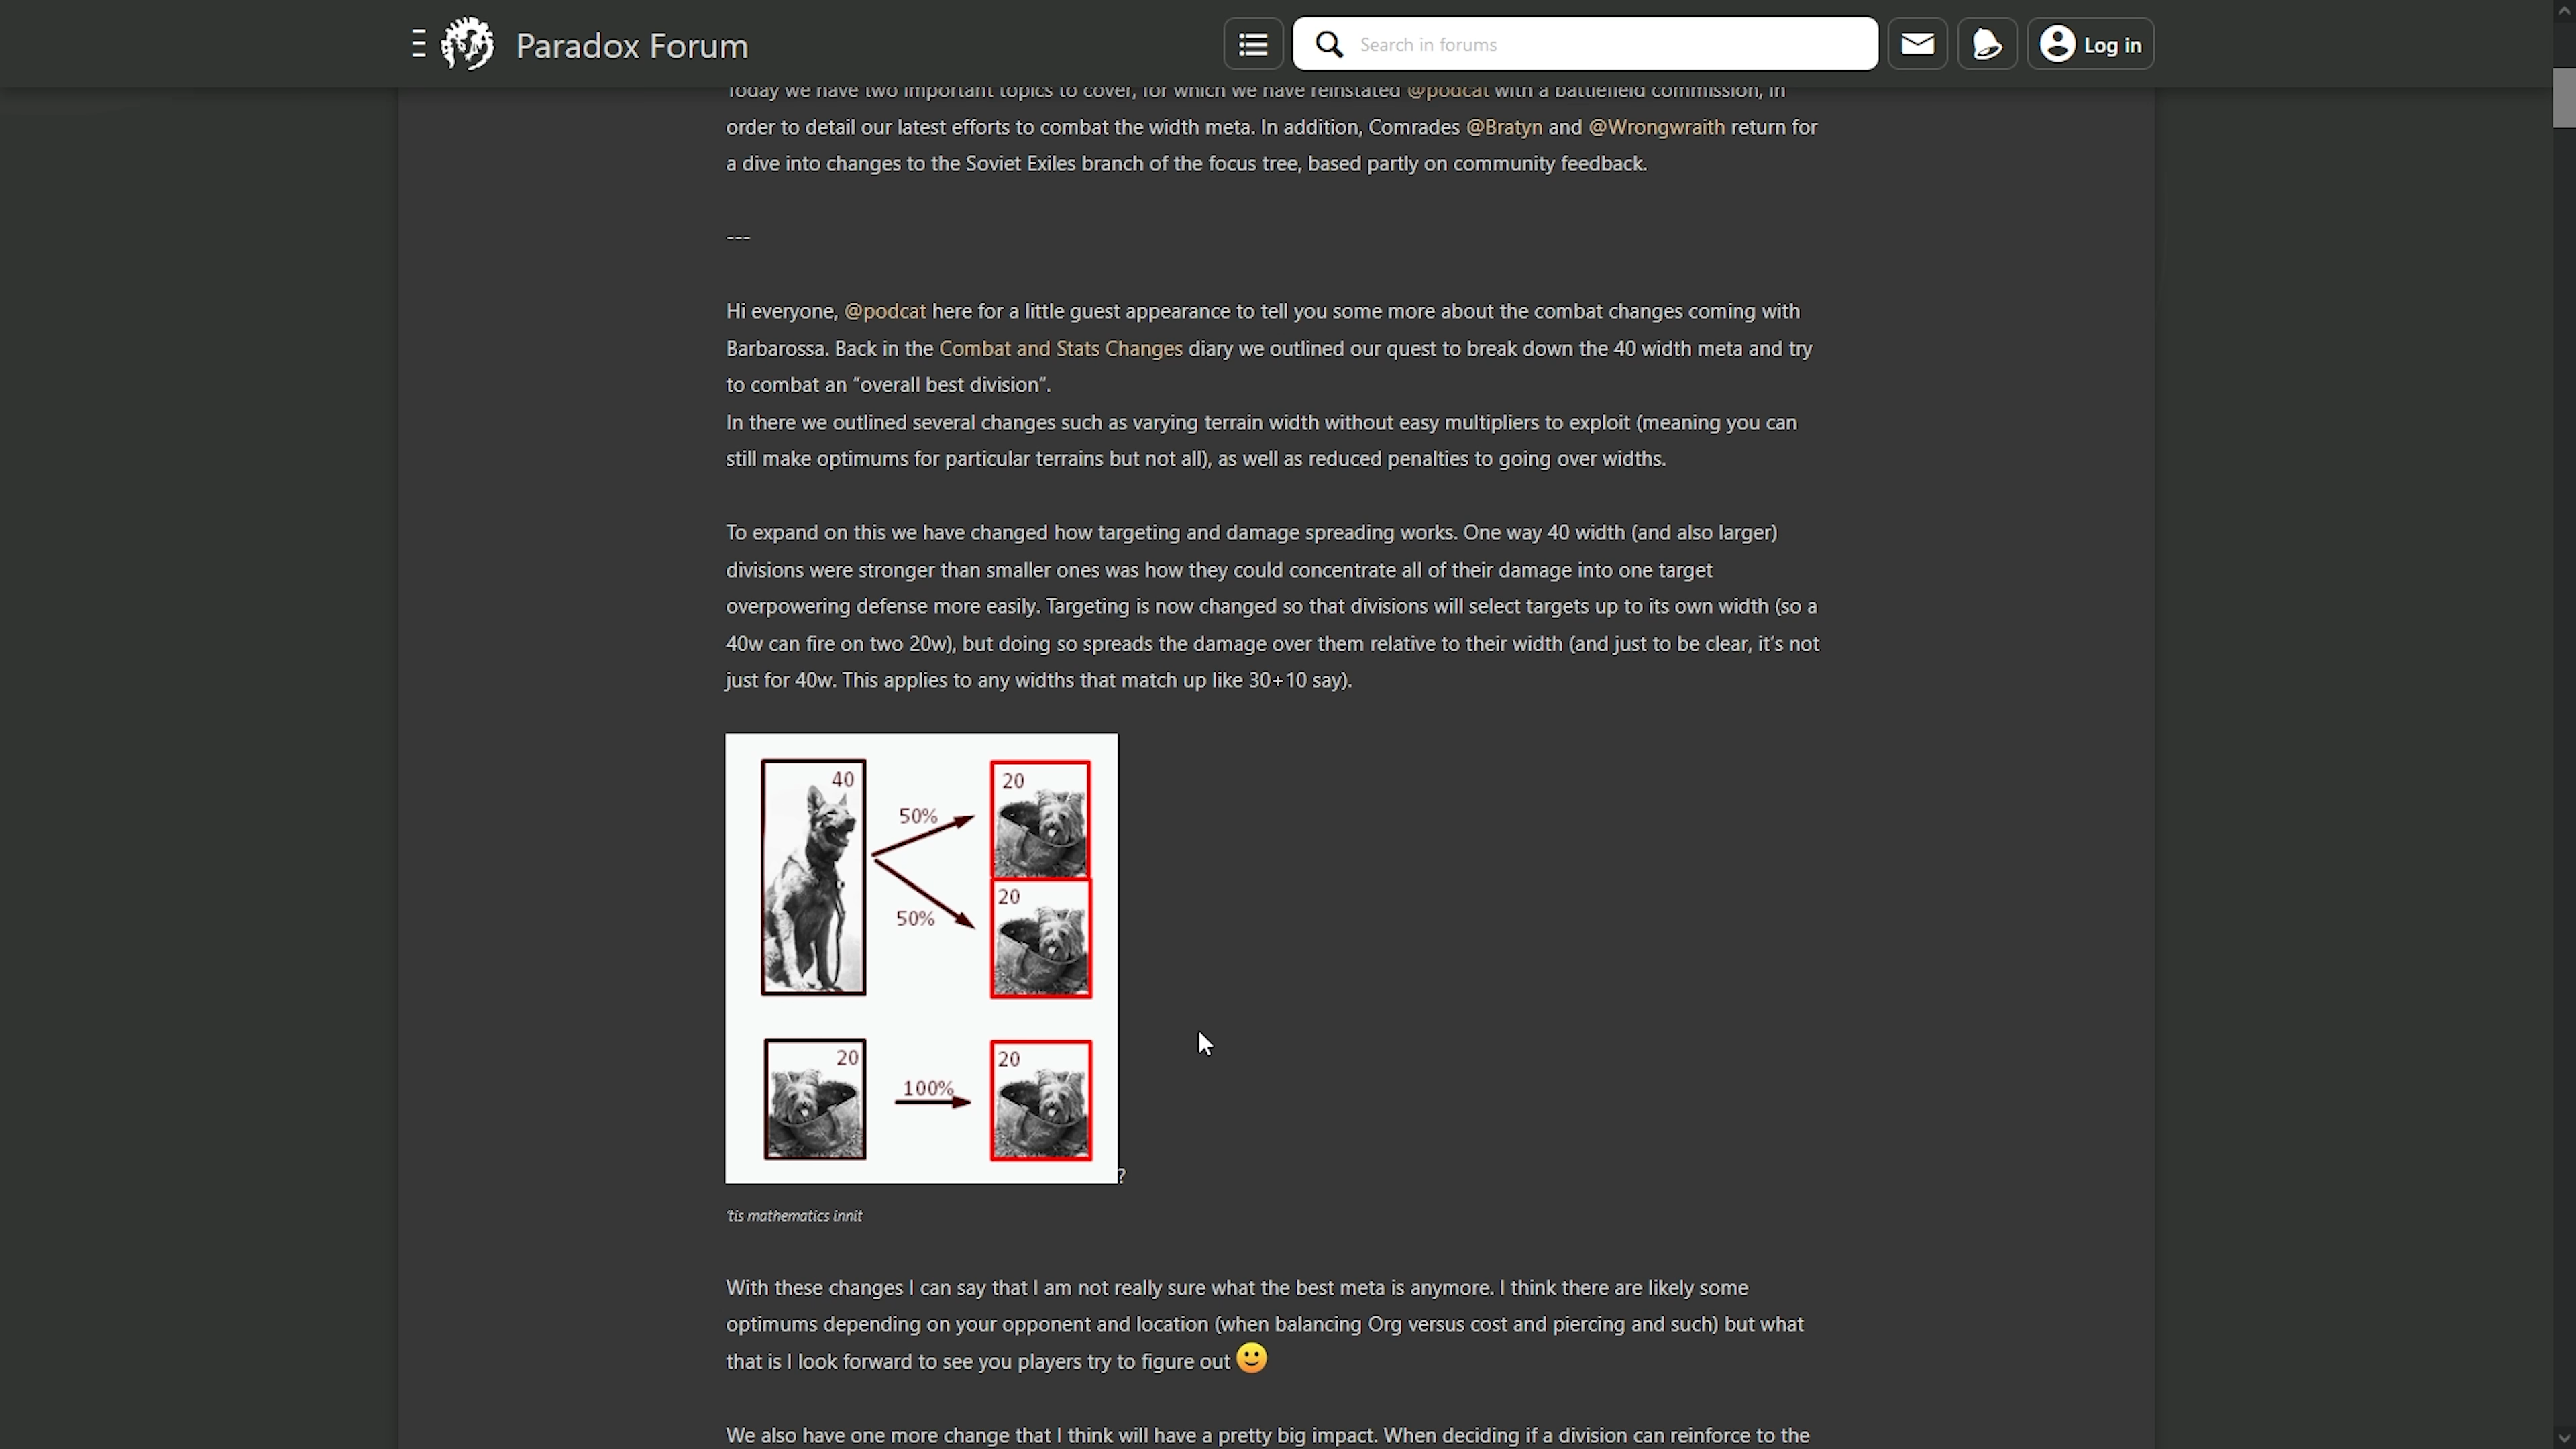 Paradox Forum
Search in forums
Log in
Today we have two important topics to cover, for which we have reinstated @podcat with a battlefield commission, in
order to detail our latest efforts to combat the width meta. In addition, Comrades @Bratyn and @Wrongwraith return for
a dive into changes to the Soviet Exiles branch of the focus tree, based partly on community feedback.
---
Hi everyone, @podcat here for a little guest appearance to tell you some more about the combat changes coming with
Barbarossa. Back in the Combat and Stats Changes diary we outlined our quest to break down the 40 width meta and try
to combat an “overall best division”.
In there we outlined several changes such as varying terrain width without easy multipliers to exploit (meaning you can
still make optimums for particular terrains but not all), as well as reduced penalties to going over widths.
To expand on this we have changed how targeting and damage spreading works. One way 40 width (and also larger)
divisions were stronger than smaller ones was how they could concentrate all of their damage into one target
overpowering defense more easily. Targeting is now changed so that divisions will select targets up to its own width (so a
40w can fire on two 20w), but doing so spreads the damage over them relative to their width (and just to be clear, it’s not
just for 40w. This applies to any widths that match up like 30+10 say).
40
20
50%
20
50%
20
20
100%
?
‘tis mathematics innit
With these changes I can say that I am not really sure what the best meta is anymore. I think there are likely some
optimums depending on your opponent and location (when balancing Org versus cost and piercing and such) but what
that is I look forward to see you players try to figure out 🙂
We also have one more change that I think will have a pretty big impact. When deciding if a division can reinforce to the